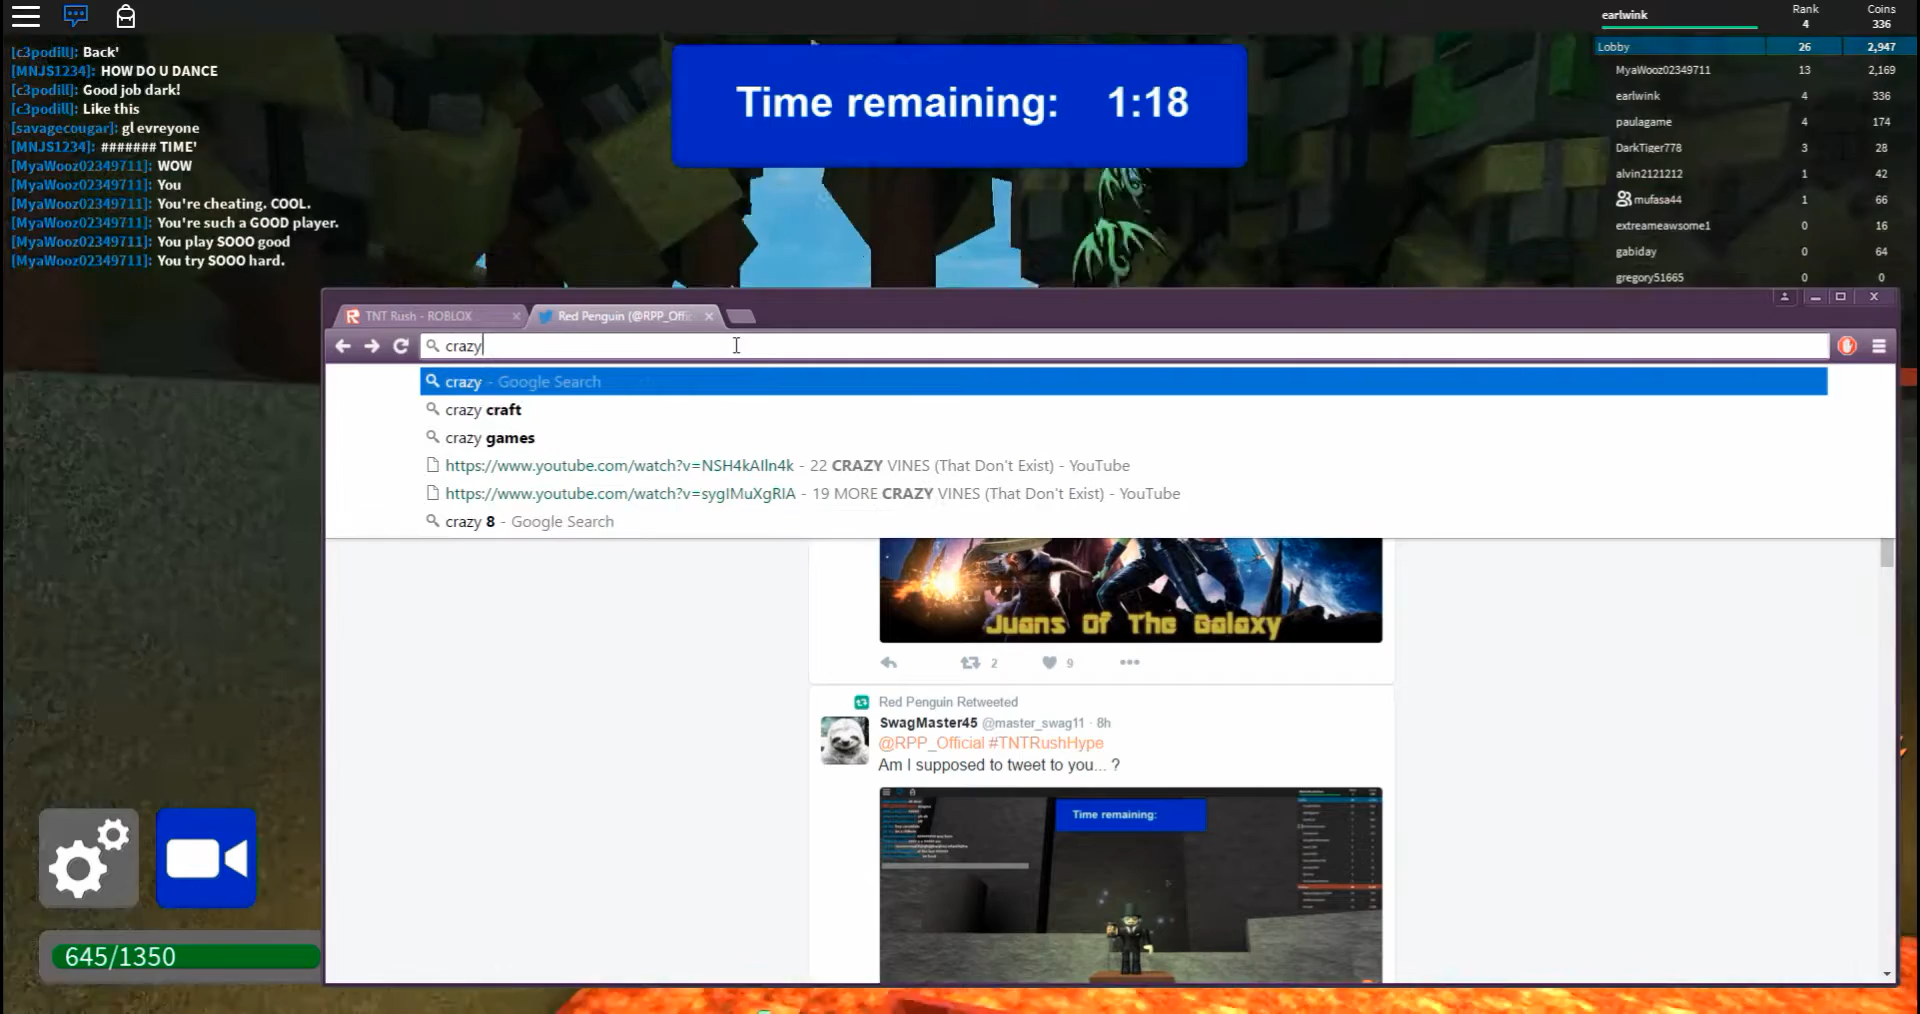 earlwink
Rank
4
Coins
336
[c3podill]: Back'
[MNJS1234]: HOW DO U DANCE
[c3podill]: Good job dark!
[c3podill]: Like this
[savagecougar]: gl evreyone
[MNJS1234]: ####### TIME'
[MyaWooz02349711]: WOW
[MyaWooz02349711]: You
[MyaWooz02349711]: You're cheating. COOL.
[MyaWooz02349711]: You're such a GOOD player.
[MyaWooz02349711]: You play SOOO good
[MyaWooz02349711]: You try SOOO hard.
Time remaining: 1:18
Lobby 26 2,947
MyaWooz02349711 13 2,169
earlwink 4 336
paulagame 4 174
DarkTiger778 3 28
alvin2121212 1 42
mufasa44 1 66
extreameawsome1 0 16
gabiday 0 64
gregory51665 0 0
TNT Rush - ROBLOX
Red Penguin (@RPP_Offic
crazy
crazy - Google Search
crazy craft
crazy games
https://www.youtube.com/watch?v=NSH4kAIln4k - 22 CRAZY VINES (That Don't Exist) - YouTube
https://www.youtube.com/watch?v=sygIMuXgRIA - 19 MORE CRAZY VINES (That Don't Exist) - YouTube
crazy 8 - Google Search
Juans Of The Galaxy
2 9
Red Penguin Retweeted
SwagMaster45 @master_swag11 · 8h
@RPP_Official #TNTRushHype
Am I supposed to tweet to you... ?
Time remaining:
645/1350